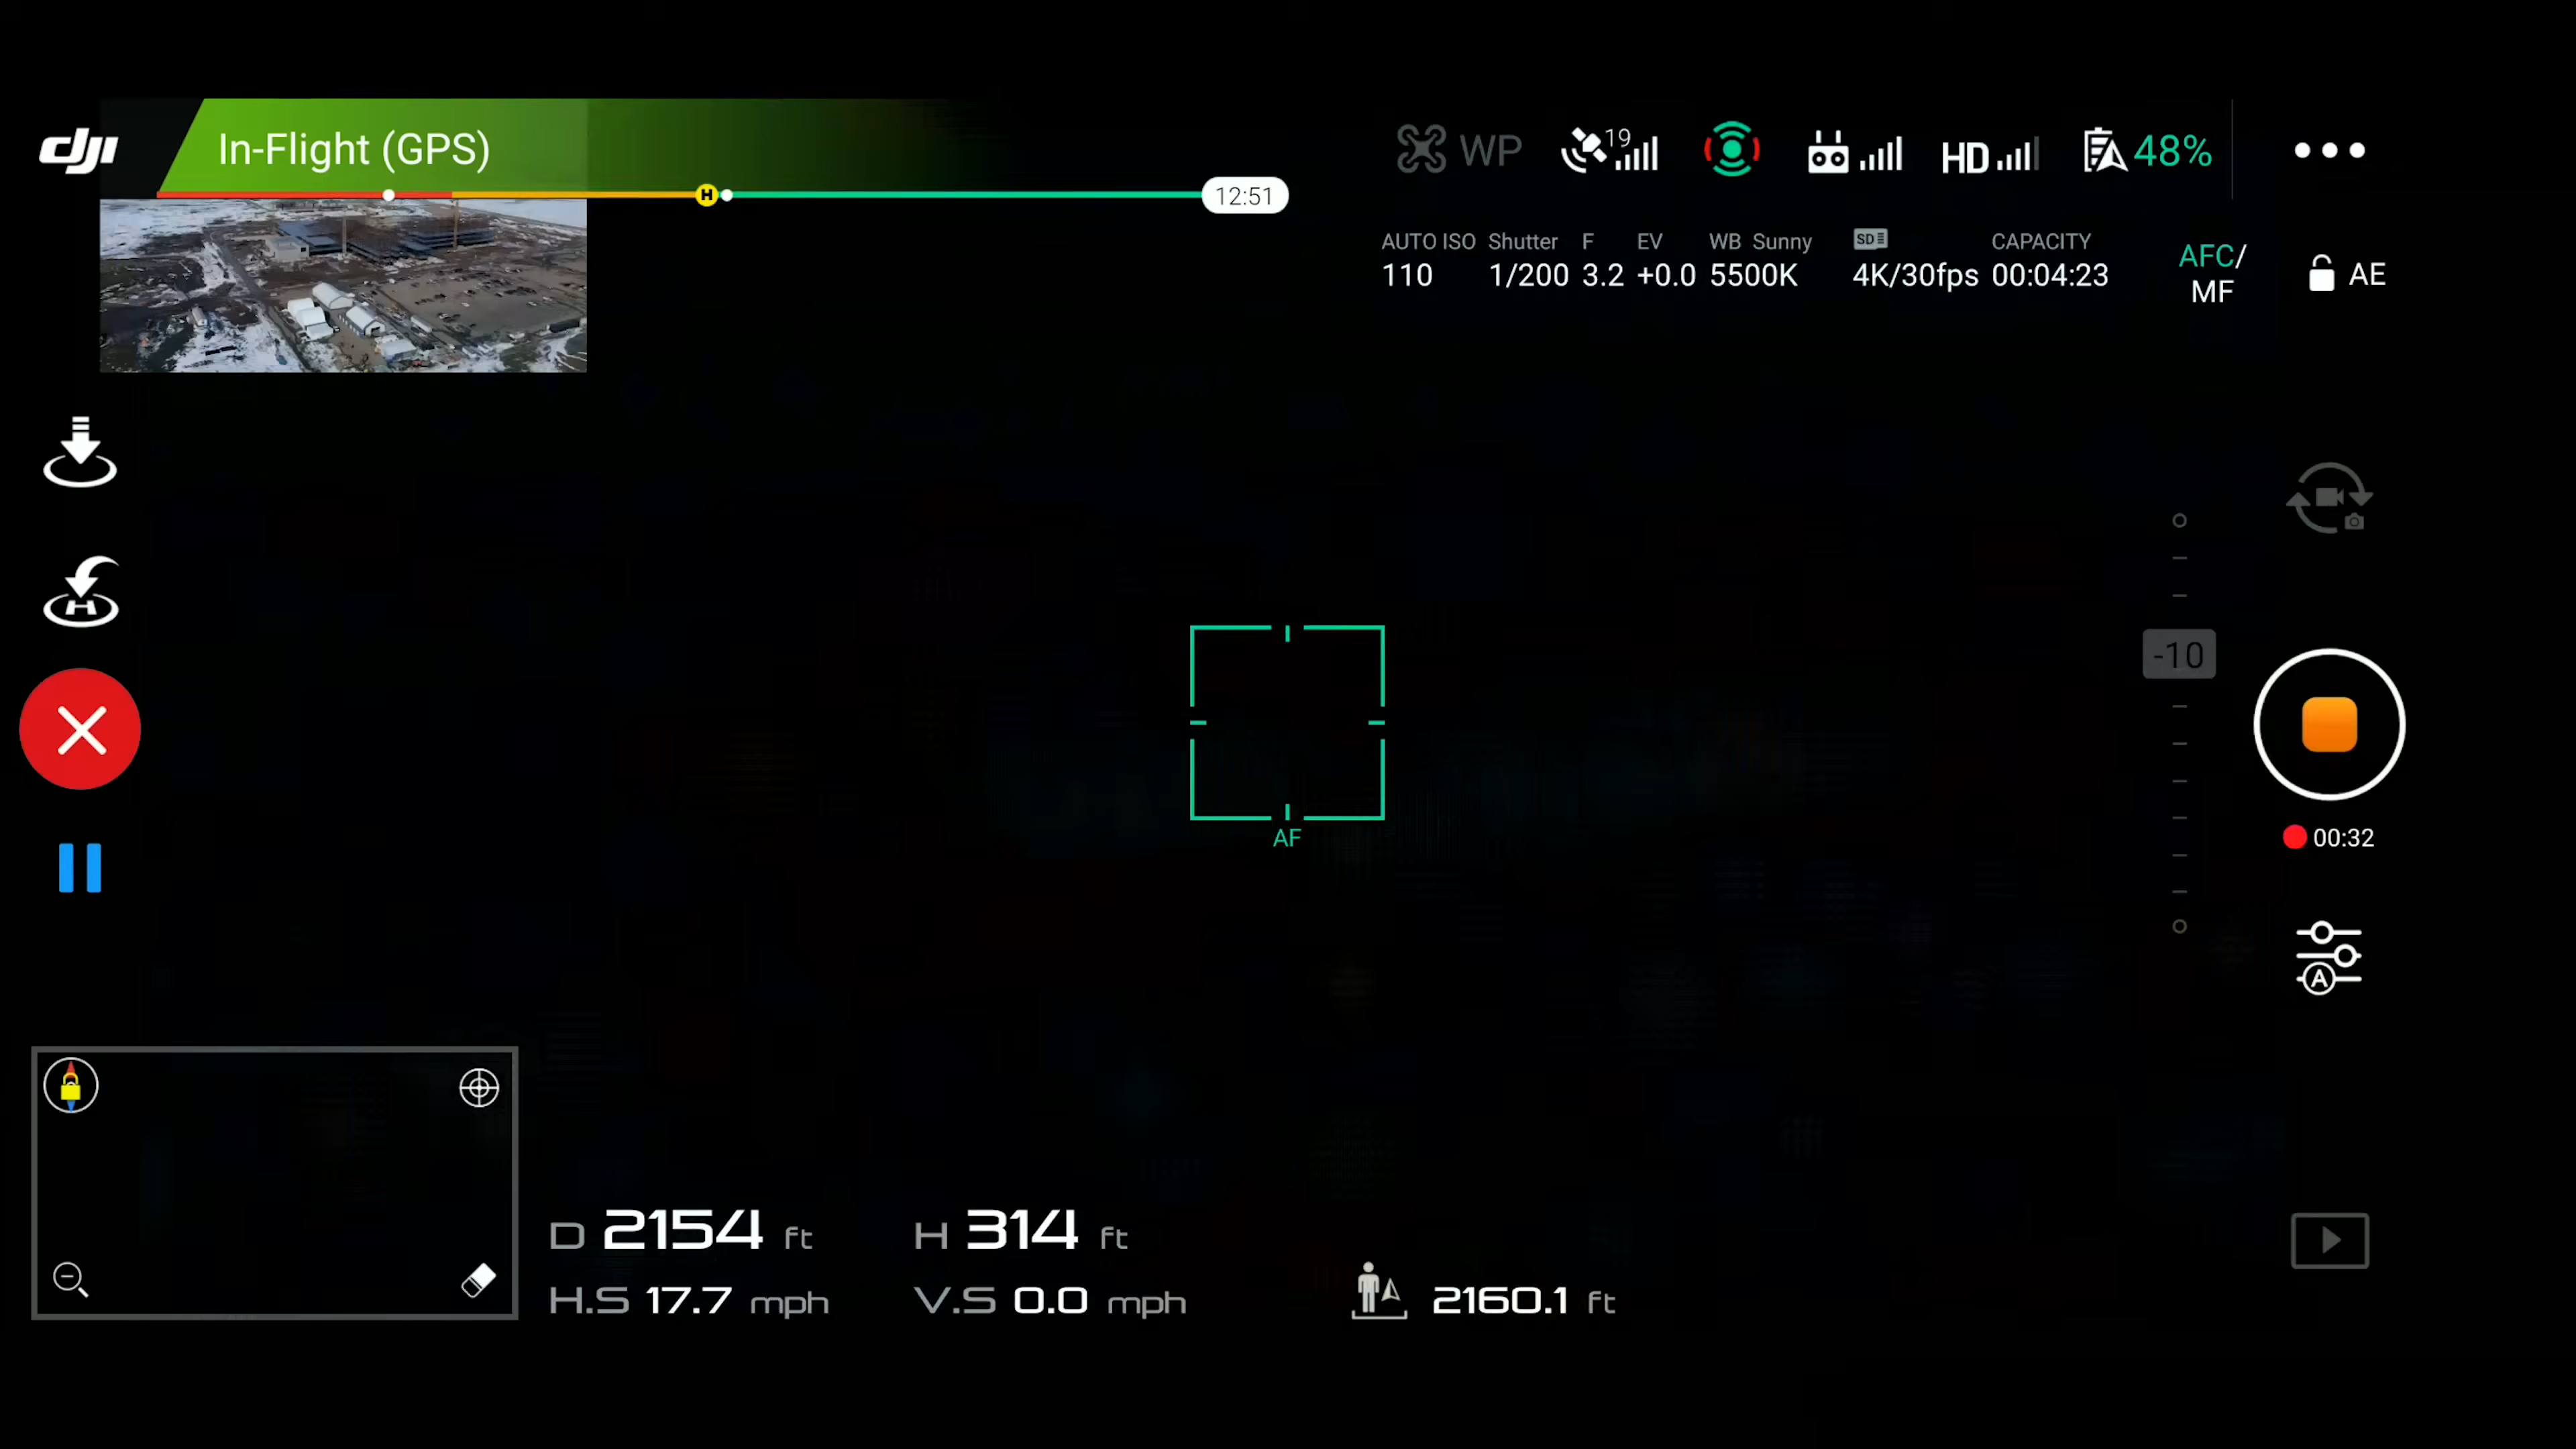 dji
In-Flight (GPS)
WP
19
HD
48%
H
12:51
AUTO ISO Shutter F EV WB Sunny SD CAPACITY
110 1/200 3.2 +0.0 5500K 4K/30fps 00:04:23
AFC/
MF
AE
H
-10
AF
00:32
A
D 2154 ft H 314 ft
H.S 17.7 mph V.S 0.0 mph 2160.1 ft